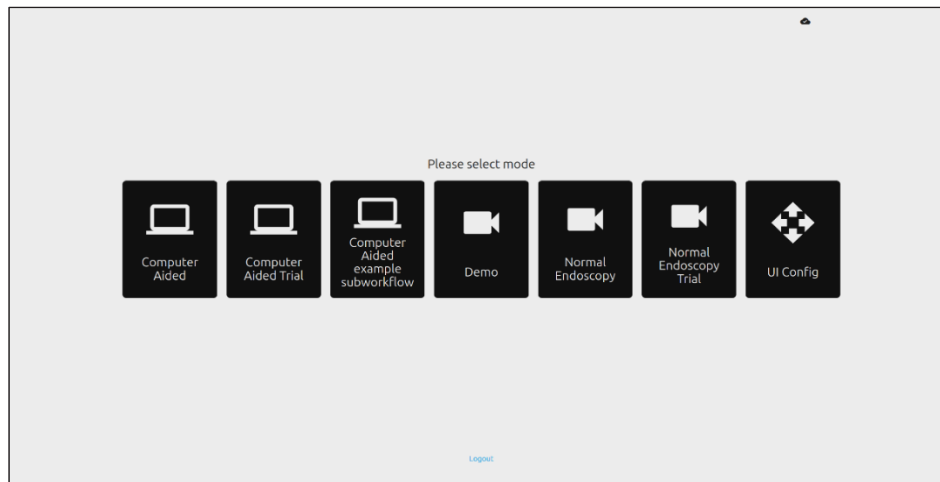 Please select mode
Computer
Aided
Computer
Aided Trial
Computer
Aided
example
subworkflow
Demo
Normal
Endoscopy
Normal
Endoscopy
Trial
UI Config
Logout